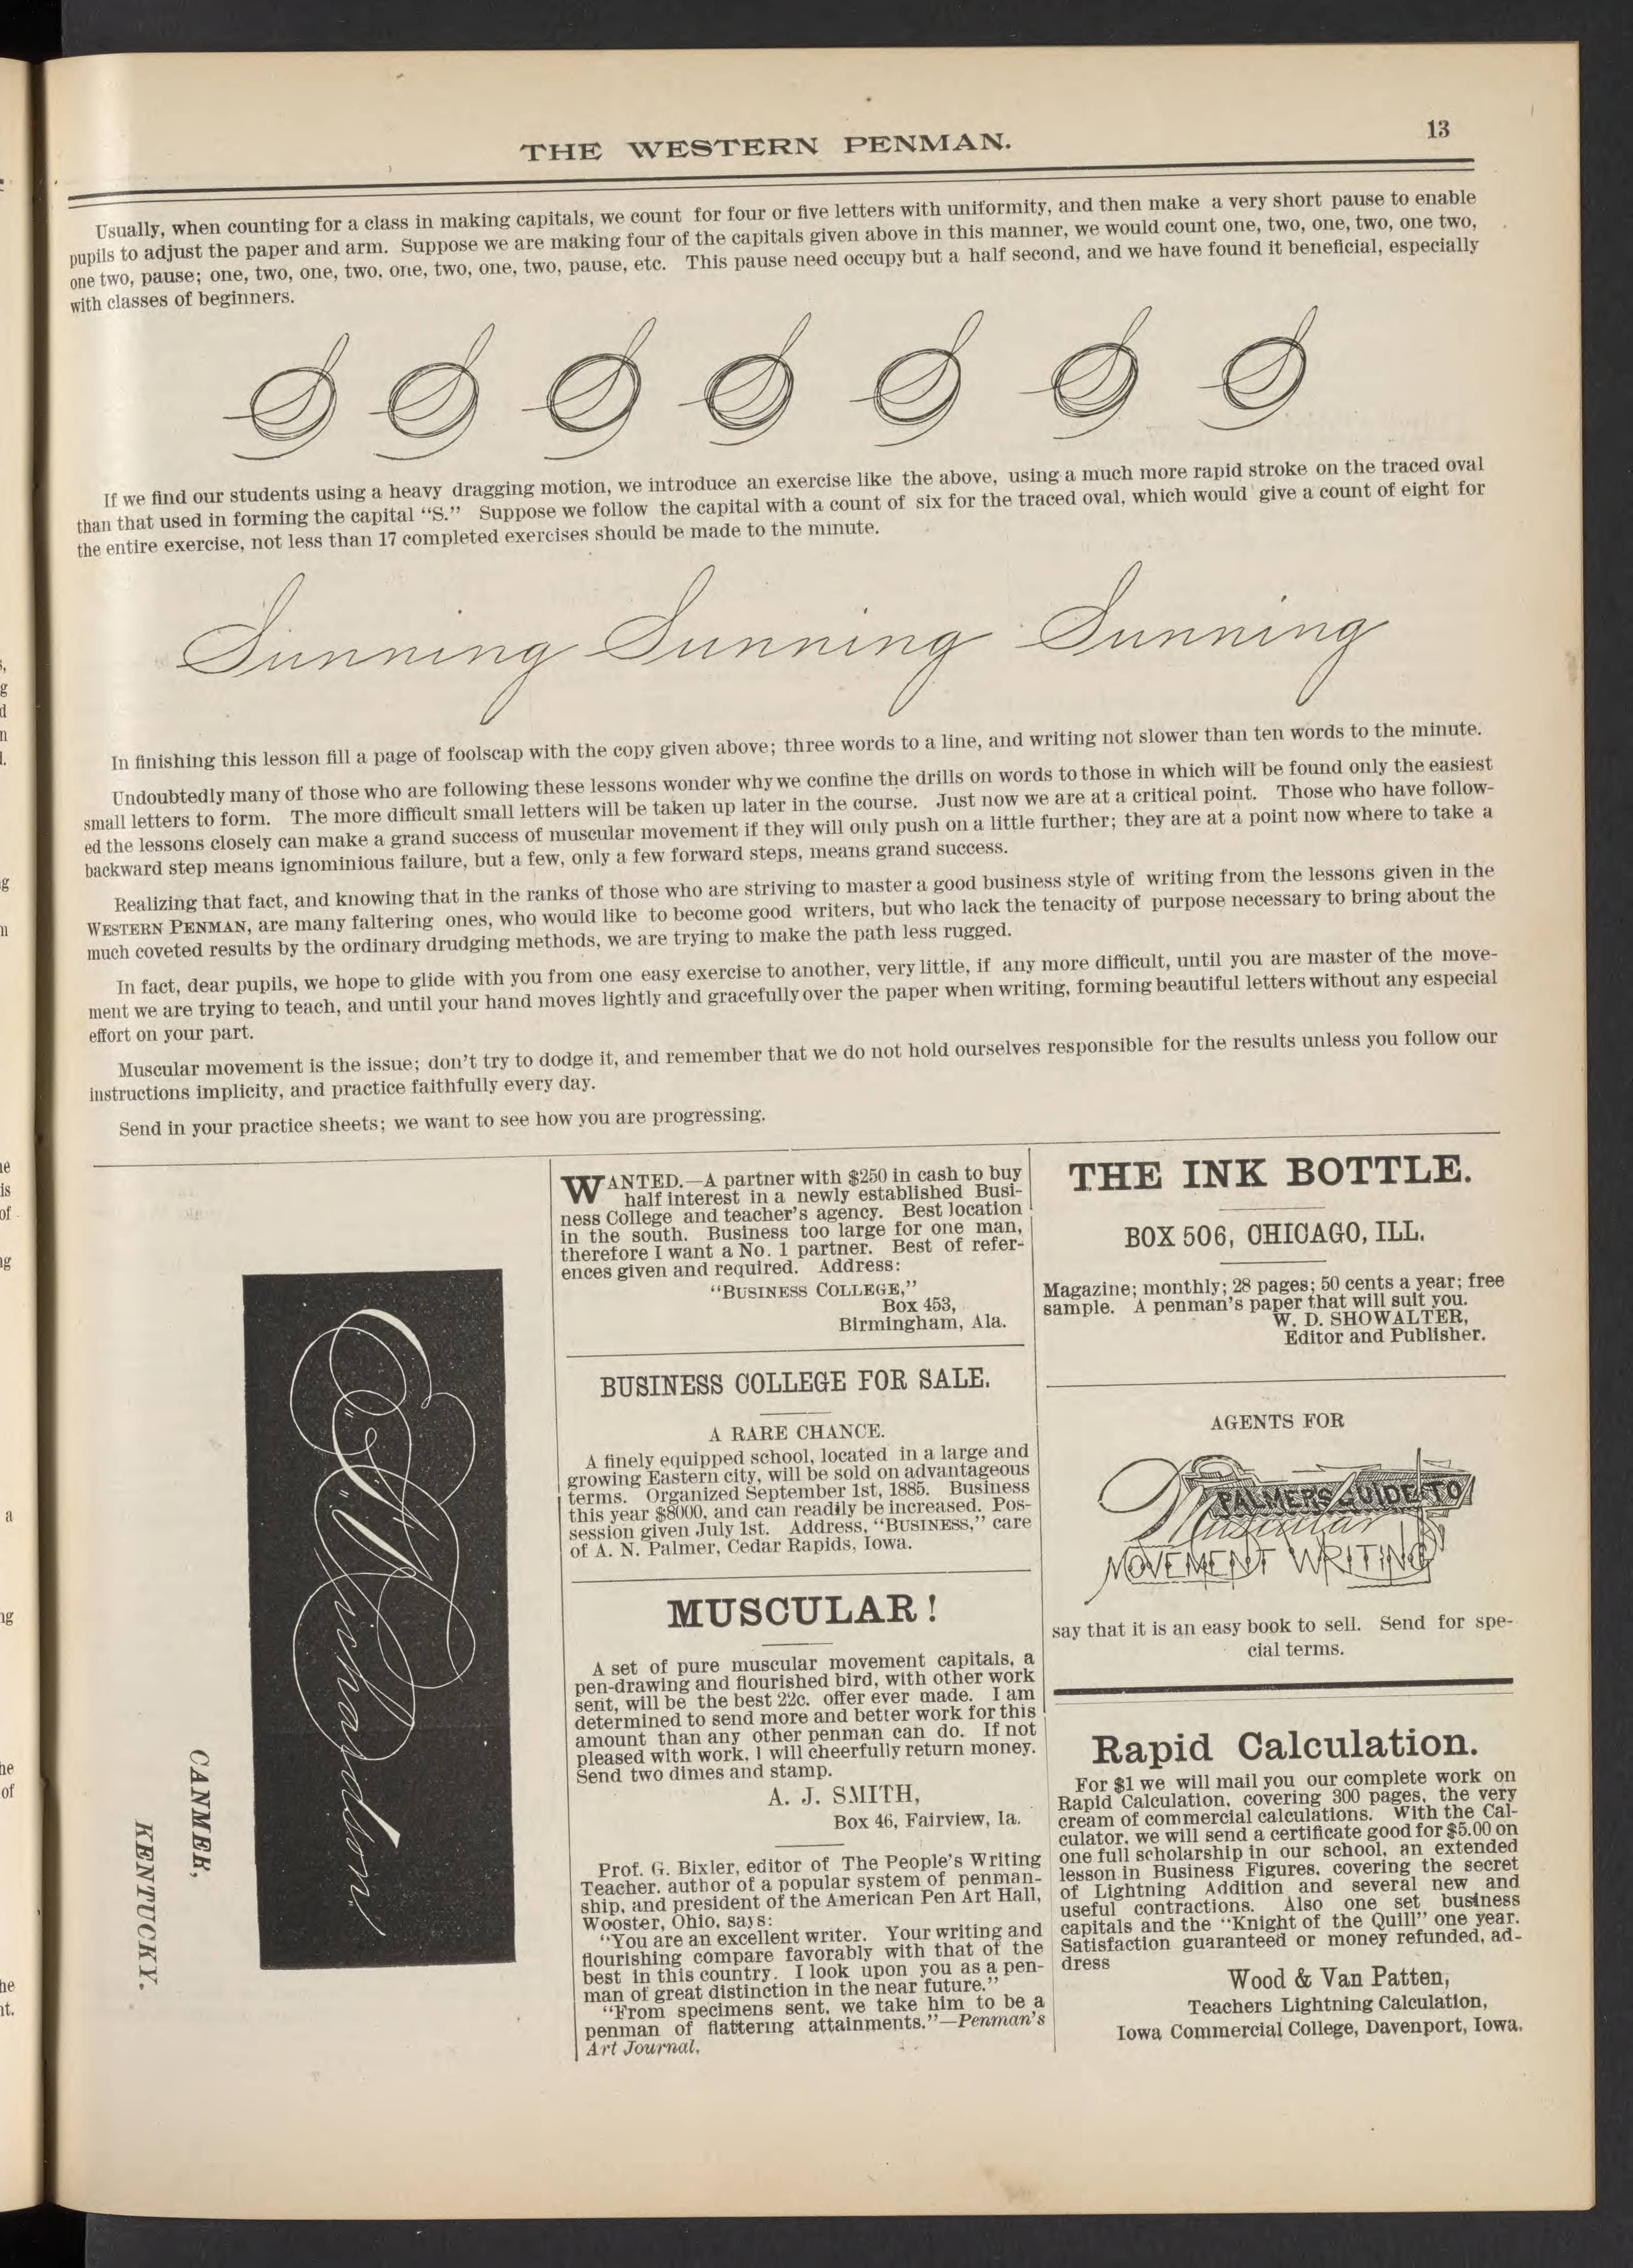 THE WESTERN PENMAN.
13
Usually, when counting for a class in making capitals, we count for four or five letters with uniformity, and then make a very short pause to enable
pupils to adjust the paper and arm. Suppose we are making four of the capitals given above in this manner, we would count one, two, one, two, one two,
one two, pause; one, two, one, two, one, two, one, two, pause, etc. This pause need occupy but a half second, and we have found it beneficial, especially
with classes of beginners.
S S S S S S S
If we find our students using a heavy dragging motion, we introduce an exercise like the above, using a much more rapid stroke on the traced oval
than that used in forming the capital “S.” Suppose we follow the capital with a count of six for the traced oval, which would give a count of eight for
the entire exercise, not less than 17 completed exercises should be made to the minute.
Sunning Sunning Sunning
In finishing this lesson fill a page of foolscap with the copy given above; three words to a line, and writing not slower than ten words to the minute.
Undoubtedly many of those who are following these lessons wonder why we confine the drills on words to those in which will be found only the easiest
small letters to form. The more difficult small letters will be taken up later in the course. Just now we are at a critical point. Those who have follow-
ed the lessons closely can make a grand success of muscular movement if they will only push on a little further; they are at a point now where to take a
backward step means ignominious failure, but a few, only a few forward steps, means grand success.
Realizing that fact, and knowing that in the ranks of those who are striving to master a good business style of writing from the lessons given in the
WESTERN PENMAN, are many faltering ones, who would like to become good writers, but who lack the tenacity of purpose necessary to bring about the
much coveted results by the ordinary drudging methods, we are trying to make the path less rugged.
In fact, dear pupils, we hope to glide with you from one easy exercise to another, very little, if any more difficult, until you are master of the move-
ment we are trying to teach, and until your hand moves lightly and gracefully over the paper when writing, forming beautiful letters without any especial
effort on your part.
Muscular movement is the issue; don’t try to dodge it, and remember that we do not hold ourselves responsible for the results unless you follow our
instructions implicity, and practice faithfully every day.
Send in your practice sheets; we want to see how you are progressing.
Richardson.
CANMER,
KENTUCKY.
WANTED.—A partner with $250 in cash to buy
half interest in a newly established Busi-
ness College and teacher’s agency. Best location
in the south. Business too large for one man,
therefore I want a No. 1 partner. Best of refer-
ences given and required. Address:
“BUSINESS COLLEGE,”
Box 453,
Birmingham, Ala.
BUSINESS COLLEGE FOR SALE.
A RARE CHANCE.
A finely equipped school, located in a large and
growing Eastern city, will be sold on advantageous
terms. Organized September 1st, 1885. Business
this year $8000, and can readily be increased. Pos-
session given July 1st. Address, “BUSINESS,” care
of A. N. Palmer, Cedar Rapids, Iowa.
MUSCULAR!
A set of pure muscular movement capitals, a
pen-drawing and flourished bird, with other work
sent, will be the best 22c. offer ever made. I am
determined to send more and better work for this
amount than any other penman can do. If not
pleased with work, I will cheerfully return money.
Send two dimes and stamp.
A. J. SMITH,
Box 46, Fairview, Ia.
Prof. G. Bixler, editor of The People’s Writing
Teacher, author of a popular system of penman-
ship, and president of the American Pen Art Hall,
Wooster, Ohio, says:
“You are an excellent writer. Your writing and
flourishing compare favorably with that of the
best in this country. I look upon you as a pen-
man of great distinction in the near future.”
“From specimens sent, we take him to be a
penman of flattering attainments.”—Penman’s
Art Journal.
THE INK BOTTLE.
BOX 506, CHICAGO, ILL.
Magazine; monthly; 28 pages; 50 cents a year; free
sample. A penman’s paper that will suit you.
W. D. SHOWALTER,
Editor and Publisher.
AGENTS FOR
PALMERS GUIDE TO
Muscular
MOVEMENT WRITING
say that it is an easy book to sell. Send for spe-
cial terms.
Rapid Calculation.
For $1 we will mail you our complete work on
Rapid Calculation, covering 300 pages, the very
cream of commercial calculations. With the Cal-
culator, we will send a certificate good for $5.00 on
one full scholarship in our school, an extended
lesson in Business Figures, covering the secret
of Lightning Addition and several new and
useful contractions. Also one set business
capitals and the “Knight of the Quill” one year.
Satisfaction guaranteed or money refunded, ad-
dress
Wood & Van Patten,
Teachers Lightning Calculation,
Iowa Commercial College, Davenport, Iowa.